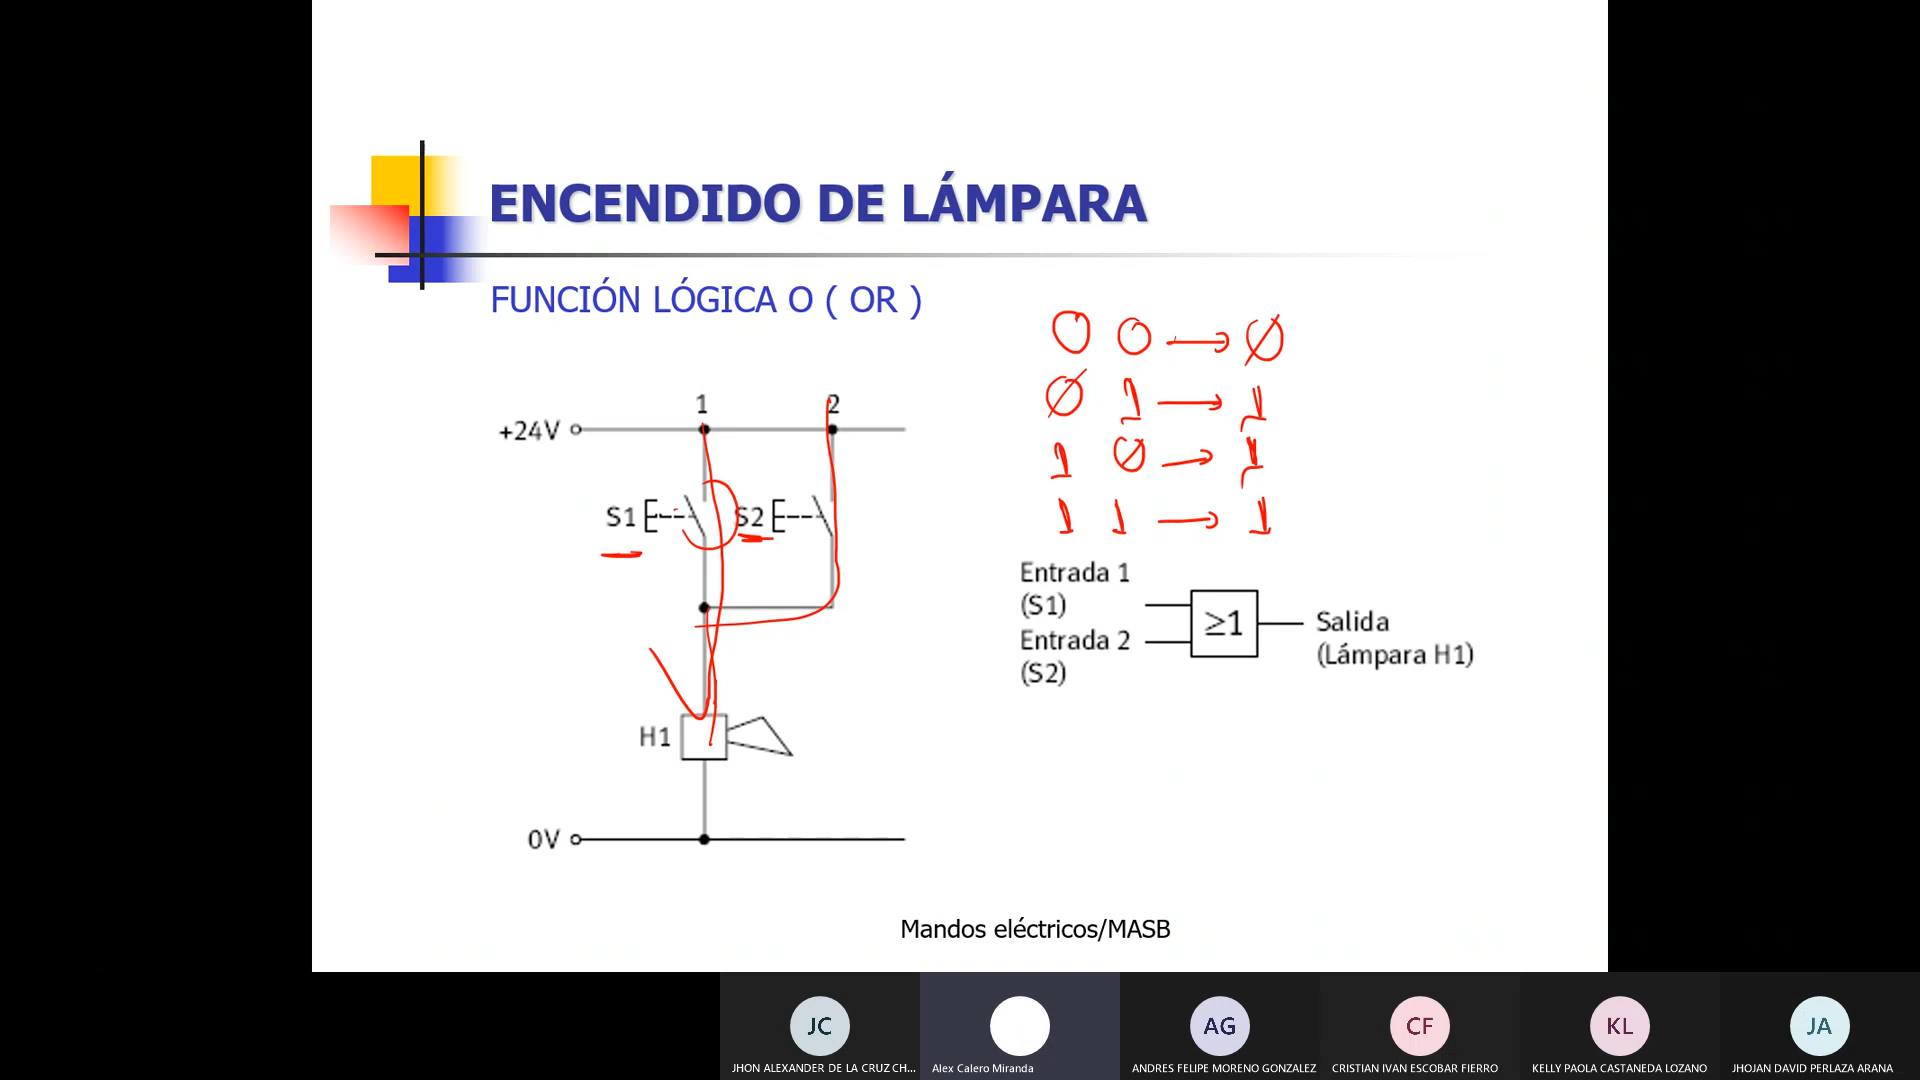 ENCENDIDO DE LÁMPARA
FUNCIÓN LÓGICA O ( OR )
0 0 → 0
0 1 → 1
1 0 → 1
1 1 → 1
1 2
+24V
S1 S2
H1
0V
Entrada 1
(S1)
Entrada 2
(S2)
≥1
Salida
(Lámpara H1)
Mandos eléctricos/MASB
JC AG CF KL JA
JHON ALEXANDER DE LA CRUZ CH... Alex Calero Miranda ANDRES FELIPE MORENO GONZALEZ CRISTIAN IVAN ESCOBAR FIERRO KELLY PAOLA CASTANEDA LOZANO JHOJAN DAVID PERLAZA ARANA